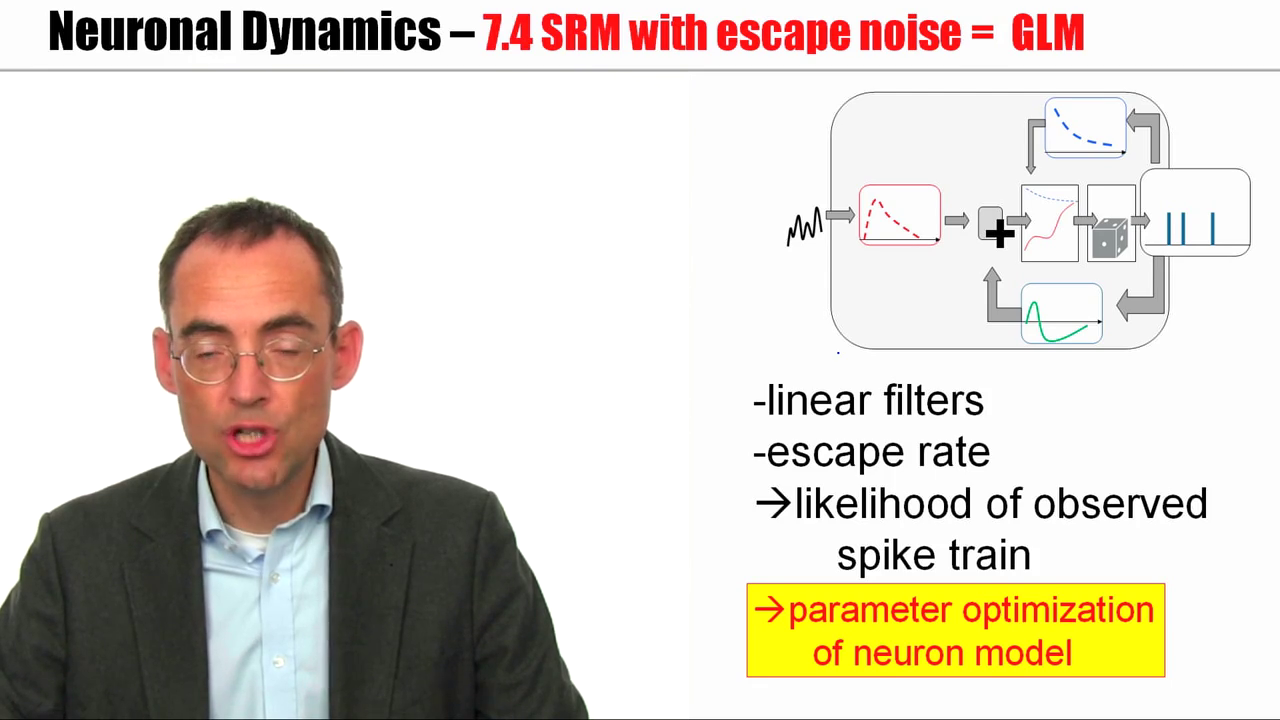 Neuronal Dynamics – 7.4 SRM with escape noise = GLM
+
-linear filters
-escape rate
→likelihood of observed
spike train
→parameter optimization
of neuron model